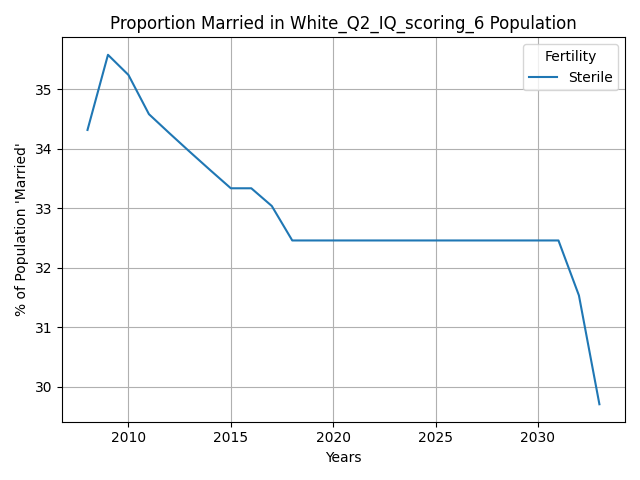 Proportion Married in White_Q2_IQ_scoring_6 Population
Fertility
Sterile
% of Population 'Married'
35
34
33
32
31
30
2010
2015
2020
2025
2030
Years